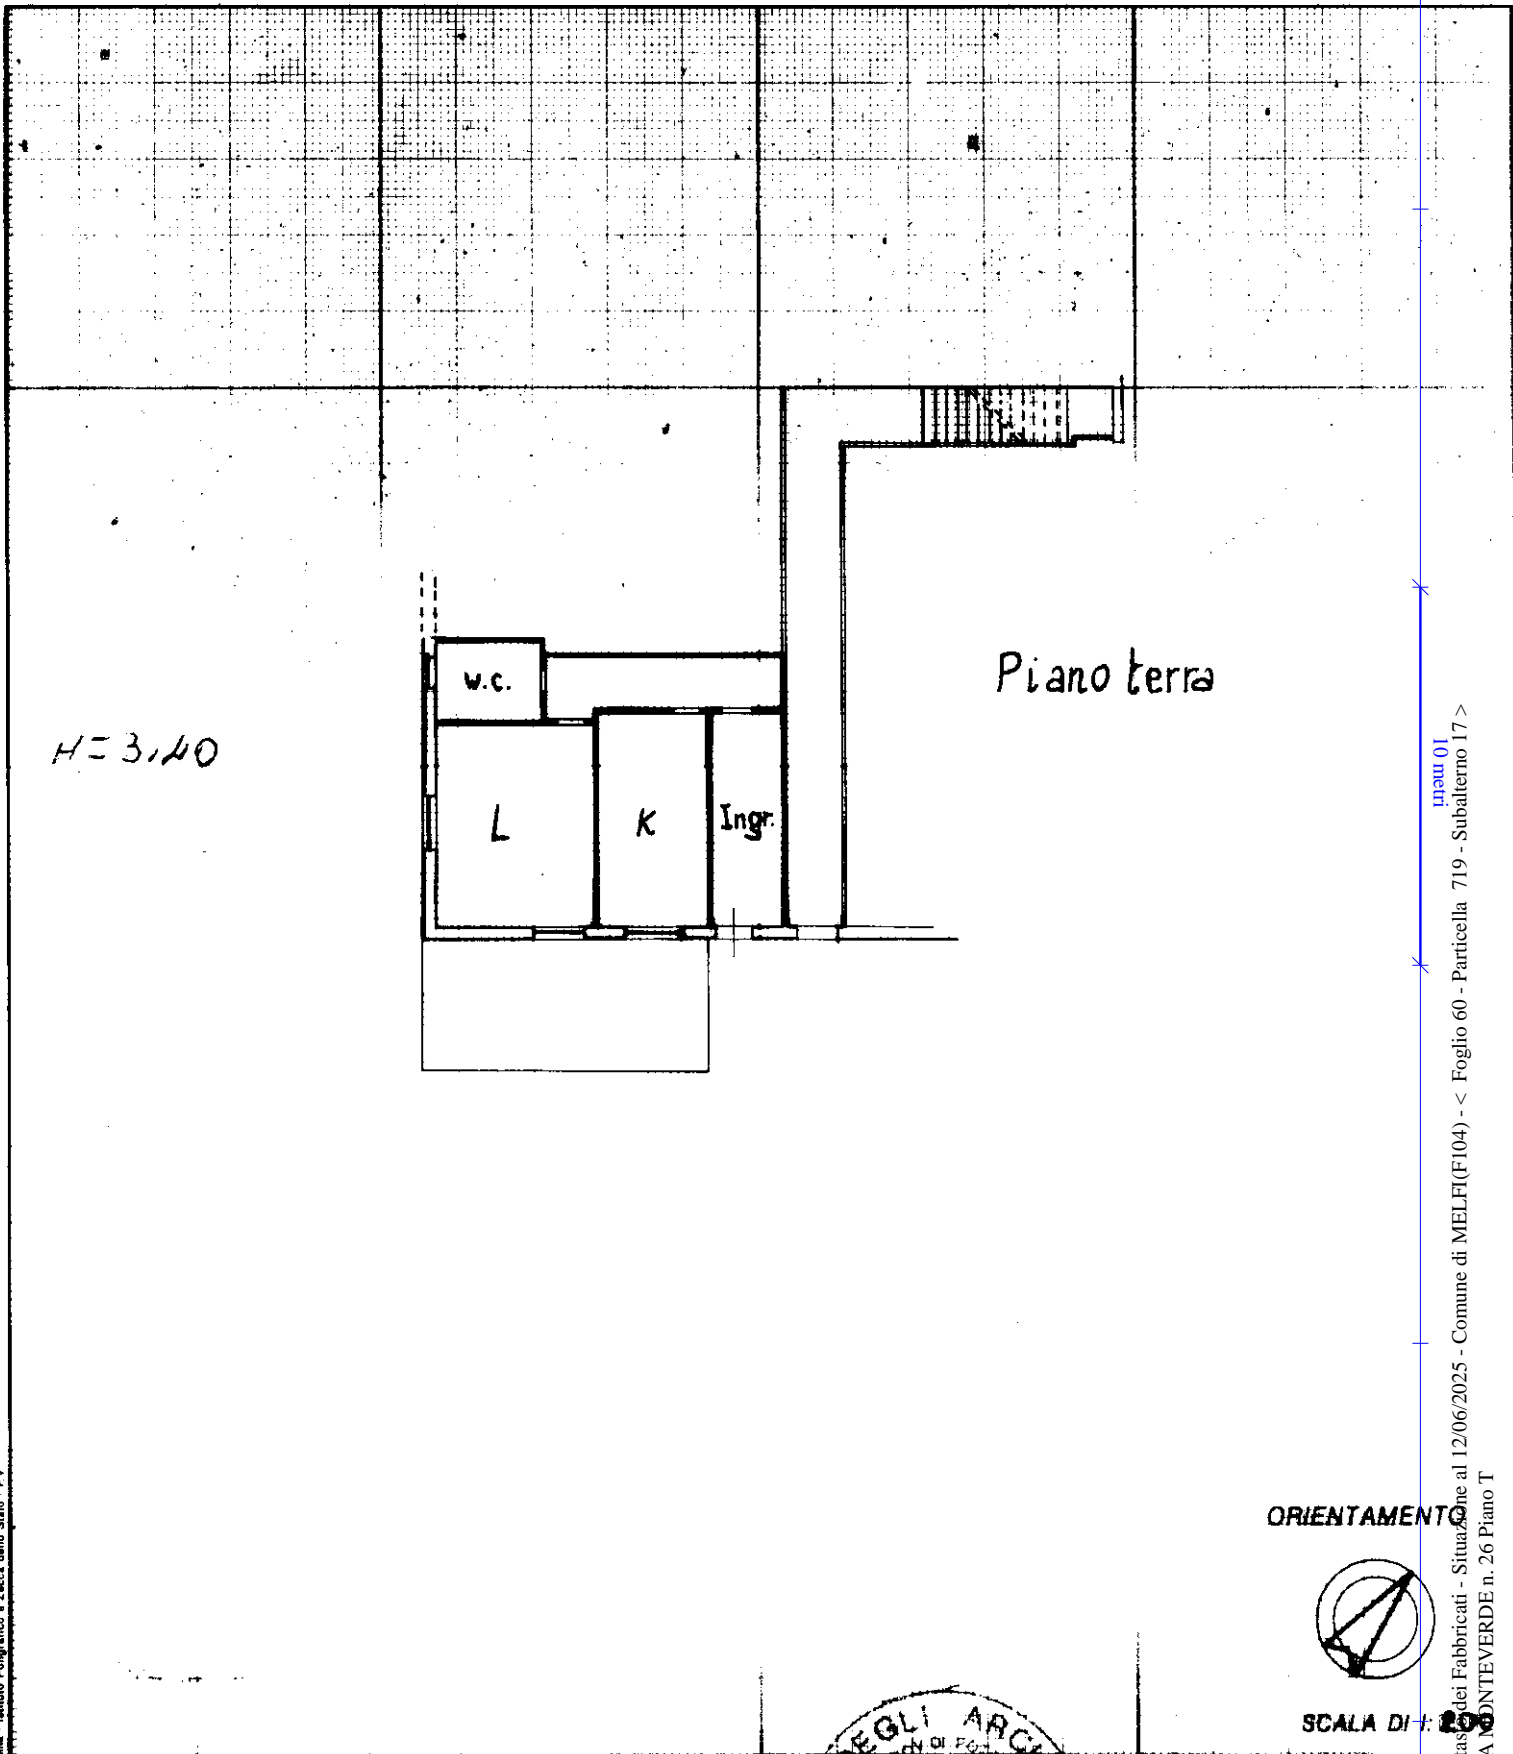 Piano terra
w.c.
H = 3,40
L
K
Ingr.
10 metri
dei Fabbricati - Situazione al 12/06/2025 - Comune di MELFI(F104) - < Foglio 60 - Particella 719 - Subalterno 17 >
MONTEVERDE n. 26 Piano T
ORIENTAMENTO
SCALA DI 1: 200